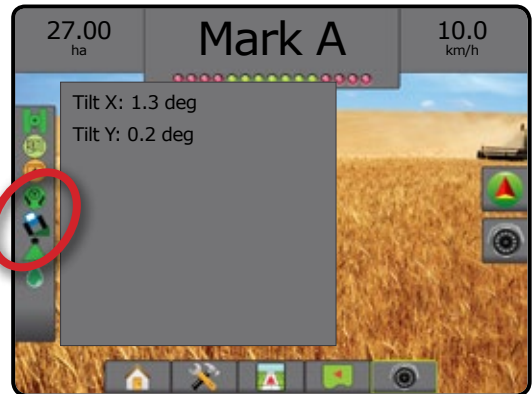 27.00
ha
Mark A
10.0
km/h
Tilt X: 1.3 deg
Tilt Y: 0.2 deg